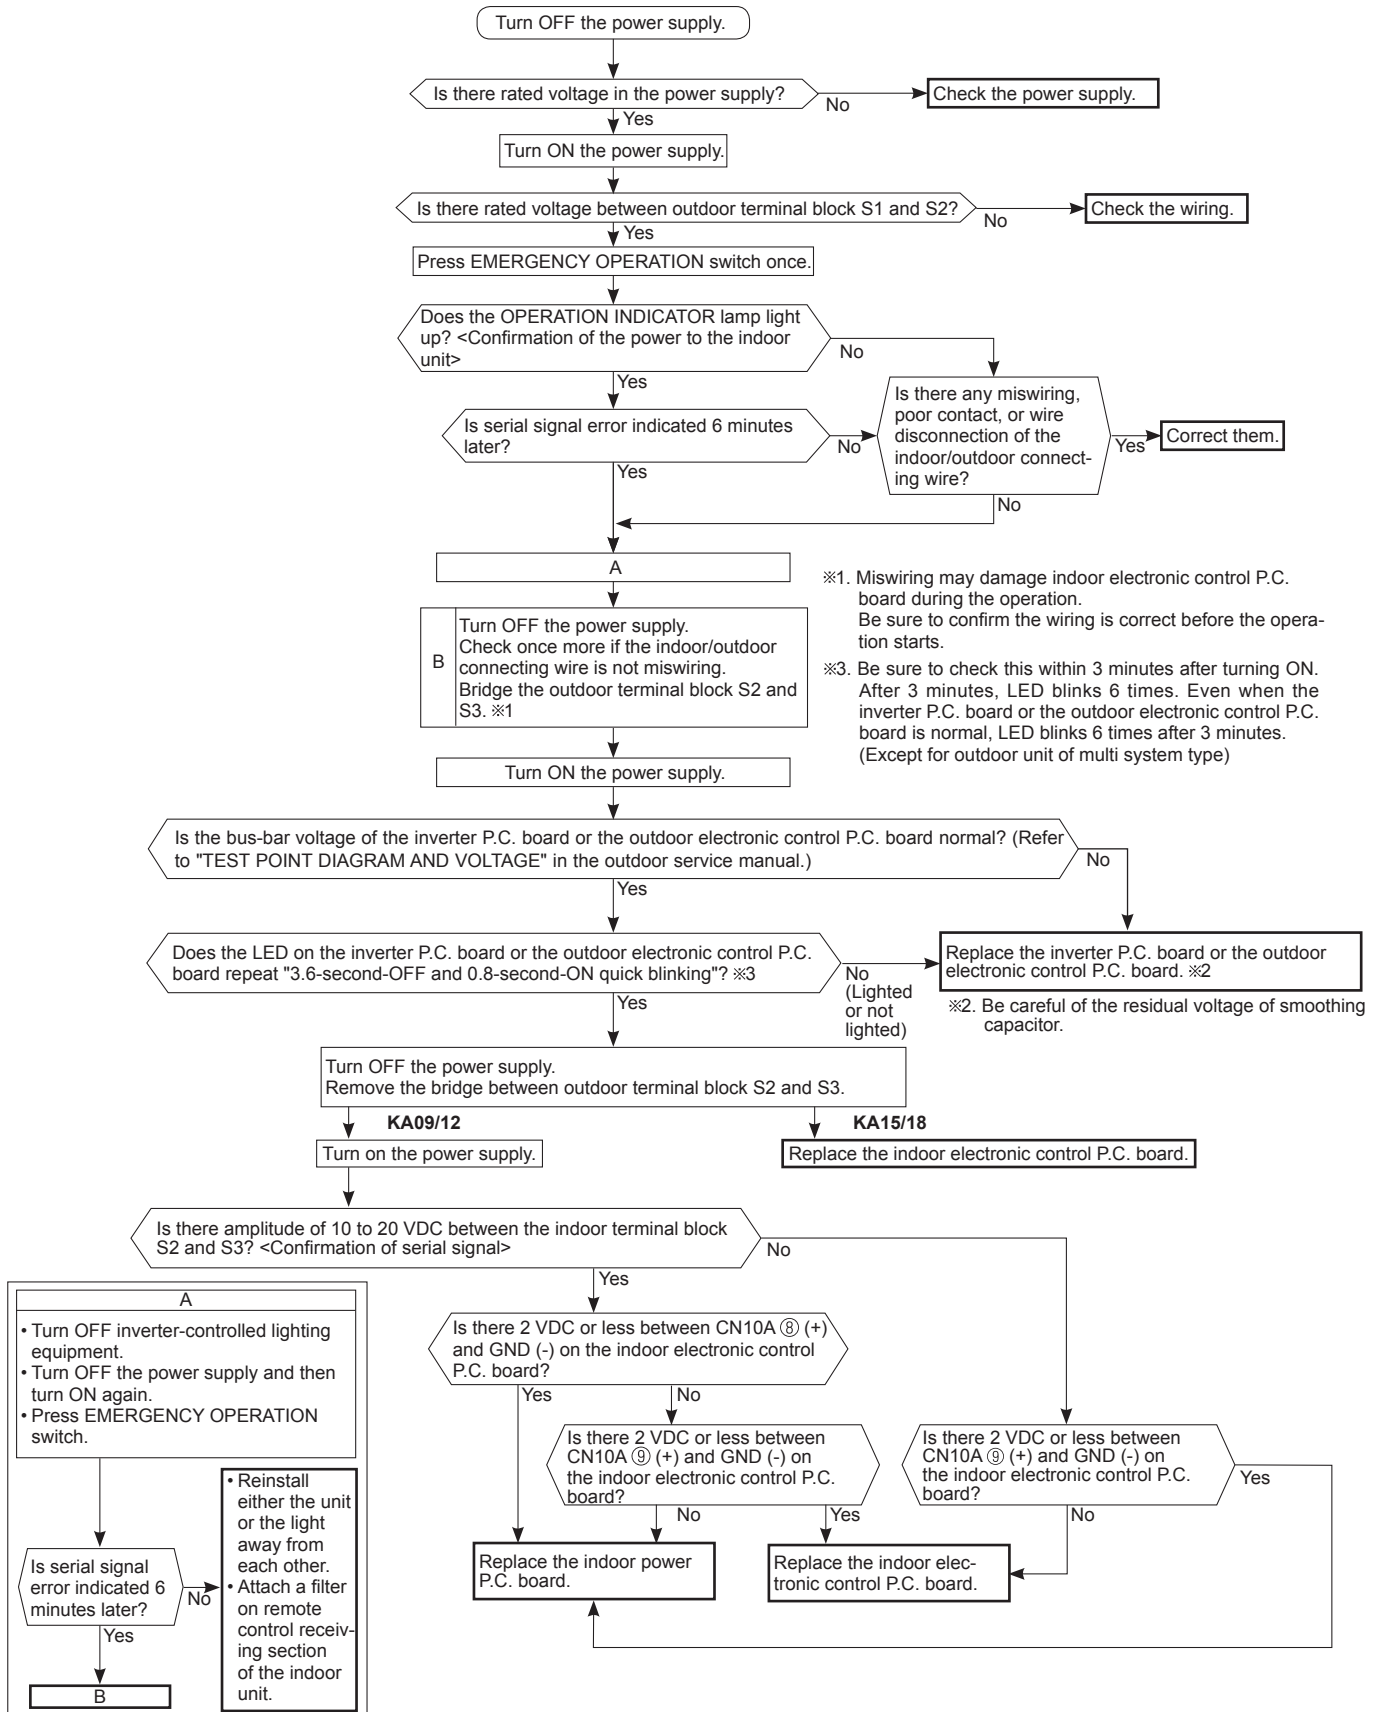 Turn OFF the power supply.
Is there rated voltage in the power supply?
No
Check the power supply.
Yes
Turn ON the power supply.
Is there rated voltage between outdoor terminal block S1 and S2?
No
Check the wiring.
Yes
Press EMERGENCY OPERATION switch once.
Does the OPERATION INDICATOR lamp light
up? <Confirmation of the power to the indoor
unit>
No
Yes
Is serial signal error indicated 6 minutes
later?
No
Is there any miswiring,
poor contact, or wire
disconnection of the
indoor/outdoor connect-
ing wire?
Yes
Correct them.
Yes
No
A
B
Turn OFF the power supply.
Check once more if the indoor/outdoor
connecting wire is not miswiring.
Bridge the outdoor terminal block S2 and
S3. ※1
※1. Miswiring may damage indoor electronic control P.C.
board during the operation.
Be sure to confirm the wiring is correct before the opera-
tion starts.
※3. Be sure to check this within 3 minutes after turning ON.
After 3 minutes, LED blinks 6 times. Even when the
inverter P.C. board or the outdoor electronic control P.C.
board is normal, LED blinks 6 times after 3 minutes.
(Except for outdoor unit of multi system type)
Turn ON the power supply.
Is the bus-bar voltage of the inverter P.C. board or the outdoor electronic control P.C. board normal? (Refer
to "TEST POINT DIAGRAM AND VOLTAGE" in the outdoor service manual.)
No
Yes
Does the LED on the inverter P.C. board or the outdoor electronic control P.C.
board repeat "3.6-second-OFF and 0.8-second-ON quick blinking"? ※3
No
(Lighted
or not
lighted)
Replace the inverter P.C. board or the outdoor
electronic control P.C. board. ※2
※2. Be careful of the residual voltage of smoothing
capacitor.
Yes
Turn OFF the power supply.
Remove the bridge between outdoor terminal block S2 and S3.
KA09/12
KA15/18
Turn on the power supply.
Replace the indoor electronic control P.C. board.
Is there amplitude of 10 to 20 VDC between the indoor terminal block
S2 and S3? <Confirmation of serial signal>
No
Yes
Is there 2 VDC or less between CN10A ⑧ (+)
and GND (-) on the indoor electronic control
P.C. board?
Yes
No
Is there 2 VDC or less between
CN10A ⑨ (+) and GND (-) on
the indoor electronic control P.C.
board?
No
Yes
Is there 2 VDC or less between
CN10A ⑨ (+) and GND (-) on
the indoor electronic control P.C.
board?
Yes
No
Replace the indoor power
P.C. board.
Replace the indoor elec-
tronic control P.C. board.
A
• Turn OFF inverter-controlled lighting
equipment.
• Turn OFF the power supply and then
turn ON again.
• Press EMERGENCY OPERATION
switch.
Is serial signal
error indicated 6
minutes later?
No
Yes
B
• Reinstall
either the unit
or the light
away from
each other.
• Attach a filter
on remote
control receiv-
ing section
of the indoor
unit.